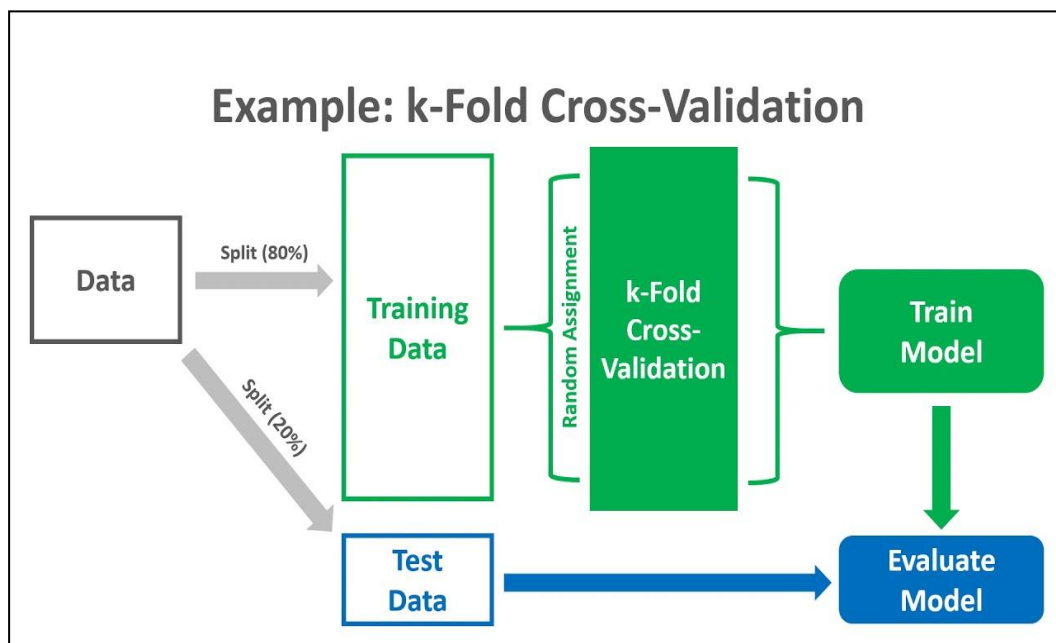 Example: k-Fold Cross-Validation
Data
Split (80%)
Split (20%)
Training
Data
Random Assignment
k-Fold
Cross-
Validation
Train
Model
Test
Data
Evaluate
Model